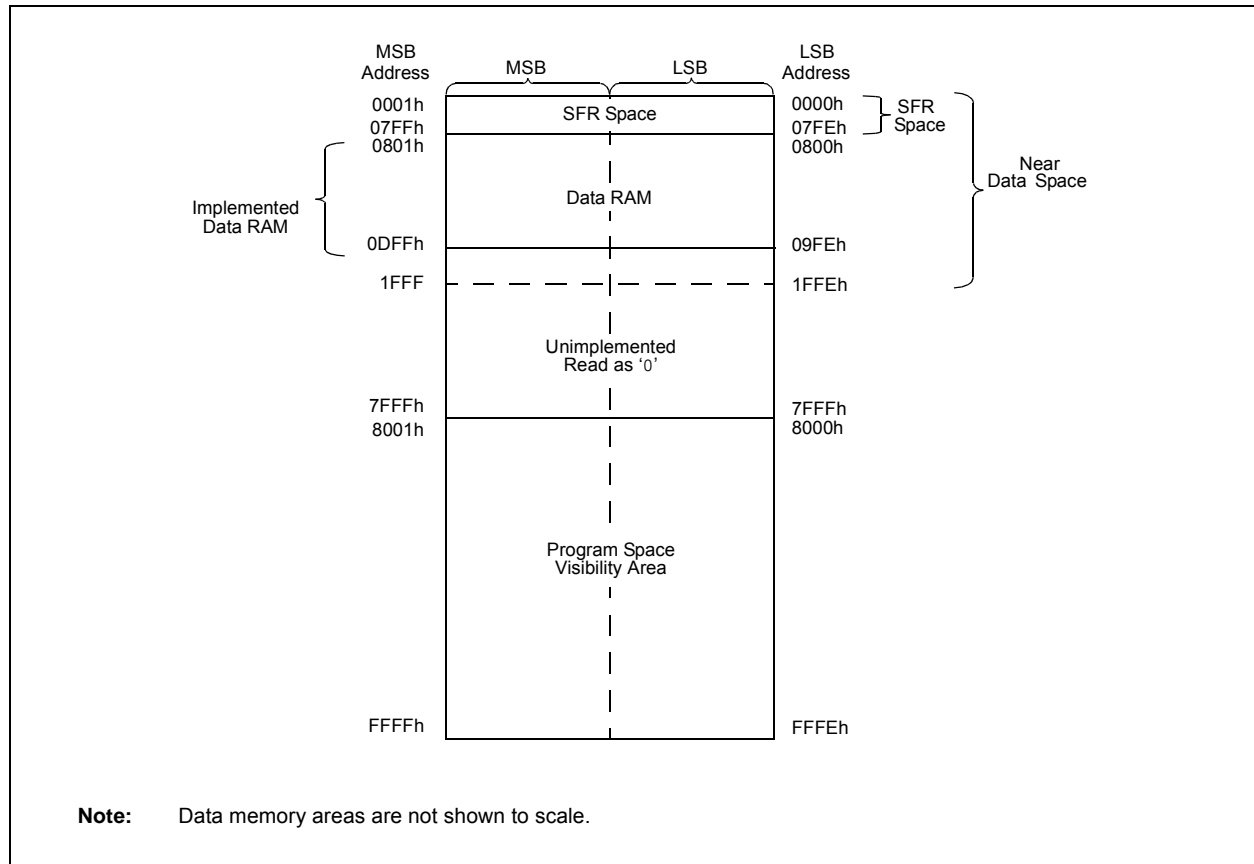 MSB
Address
MSB
LSB
LSB
Address
0001h
SFR Space
0000h
SFR
Space
07FFh
07FEh
0801h
0800h
Near
Data Space
Implemented
Data RAM
Data RAM
0DFFh
09FEh
1FFF
1FFEh
Unimplemented
Read as ‘0’
7FFFh
7FFFh
8001h
8000h
Program Space
Visibility Area
FFFFh
FFFEh
Note: Data memory areas are not shown to scale.